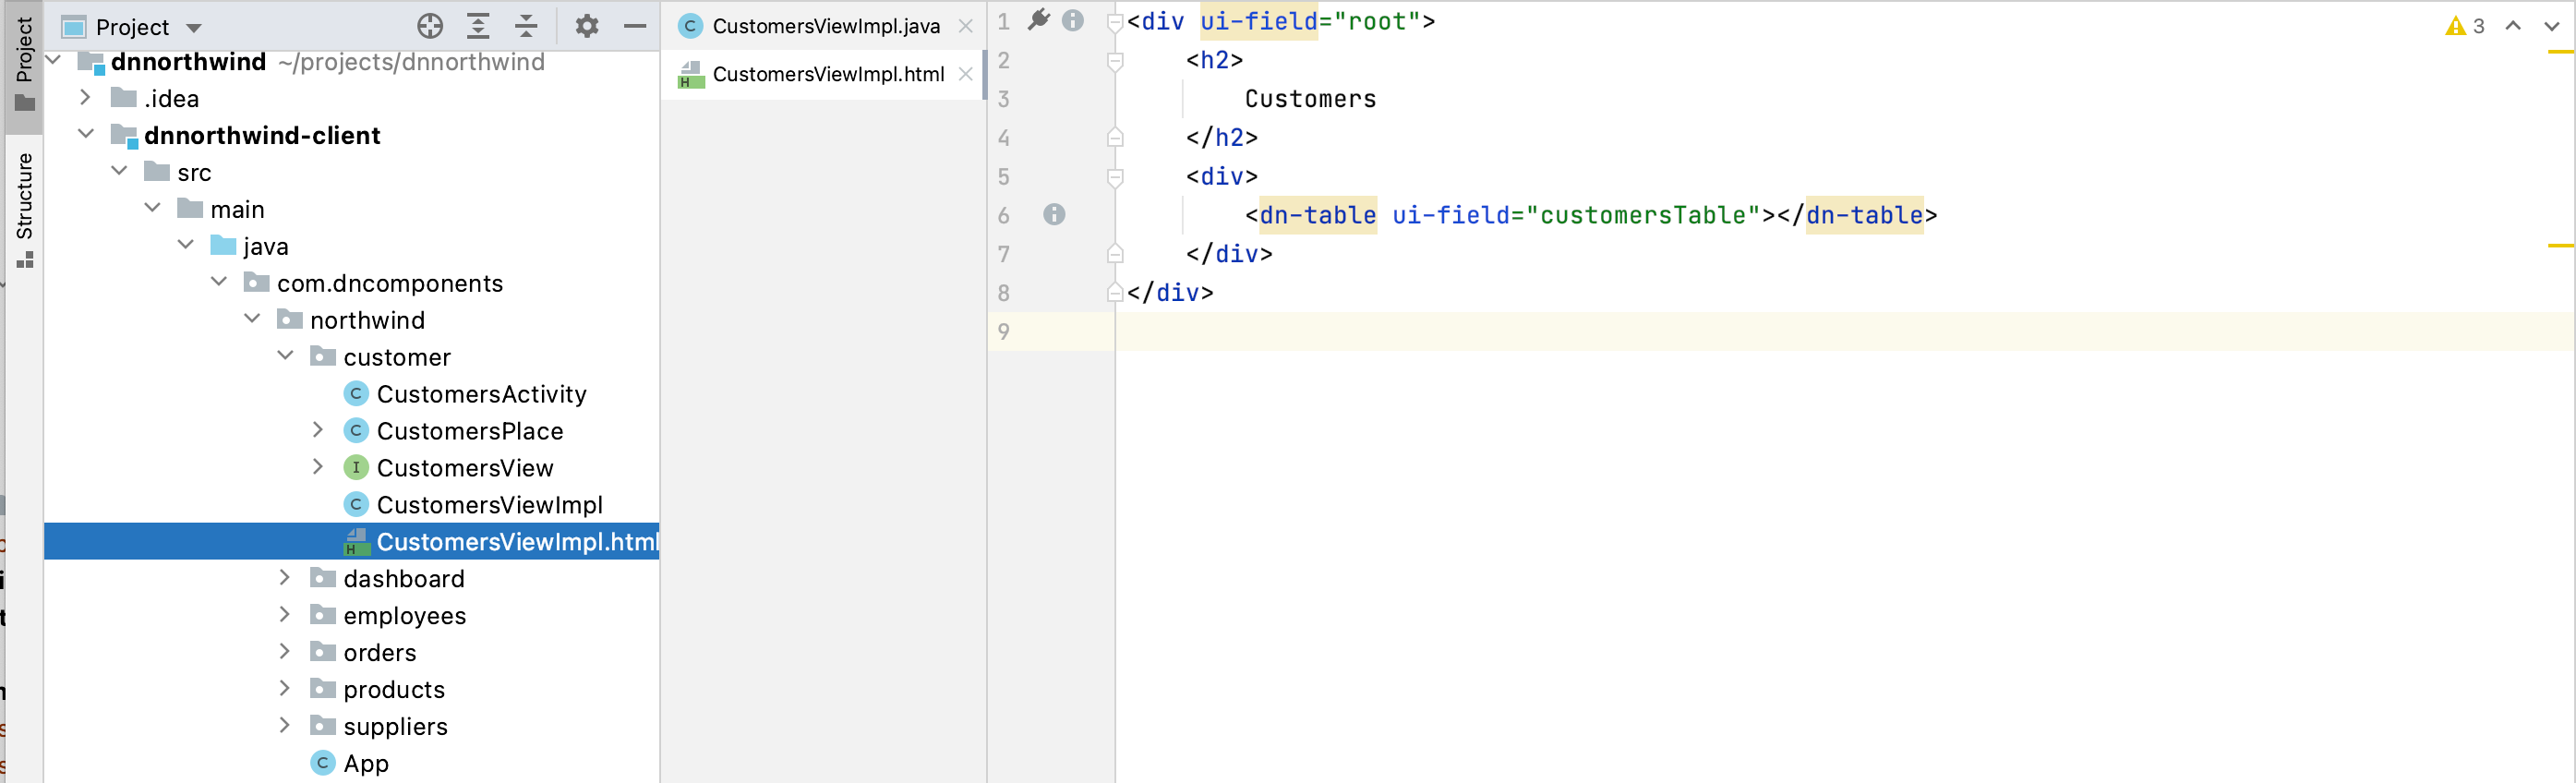 Project
Structure
Project
dnnorthwind ~/projects/dnnorthwind
.idea
dnnorthwind-client
src
main
java
com.dncomponents
northwind
customer
C CustomersActivity
C CustomersPlace
I CustomersView
C CustomersViewImpl
H CustomersViewImpl.html
dashboard
employees
orders
products
suppliers
C App
C CustomersViewImpl.java
H CustomersViewImpl.html
1 <div ui-field="root">
2 <h2>
3 Customers
4 </h2>
5 <div>
6 <dn-table ui-field="customersTable"></dn-table>
7 </div>
8 </div>
9
3